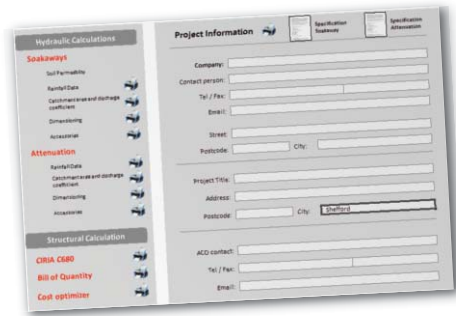 Hydraulic Calculations
Soakaways
Soil Permeability
Rainfall Data
Catchment area and discharge
coefficient
Dimensioning
Accessories
Attenuation
Rainfall Data
Catchment area and discharge
coefficient
Dimensioning
Accessories
Structural Calculation
CIRIA C680
Bill of Quantity
Cost optimizer
Project Information
Specification
Soakaway
Specification
Attenuation
Company:
Contact person:
Tel / Fax:
Email:
Street:
Postcode:
City:
Project Title:
Address:
Postcode:
City:
Shefford
ACO contact:
Tel / Fax:
Email: